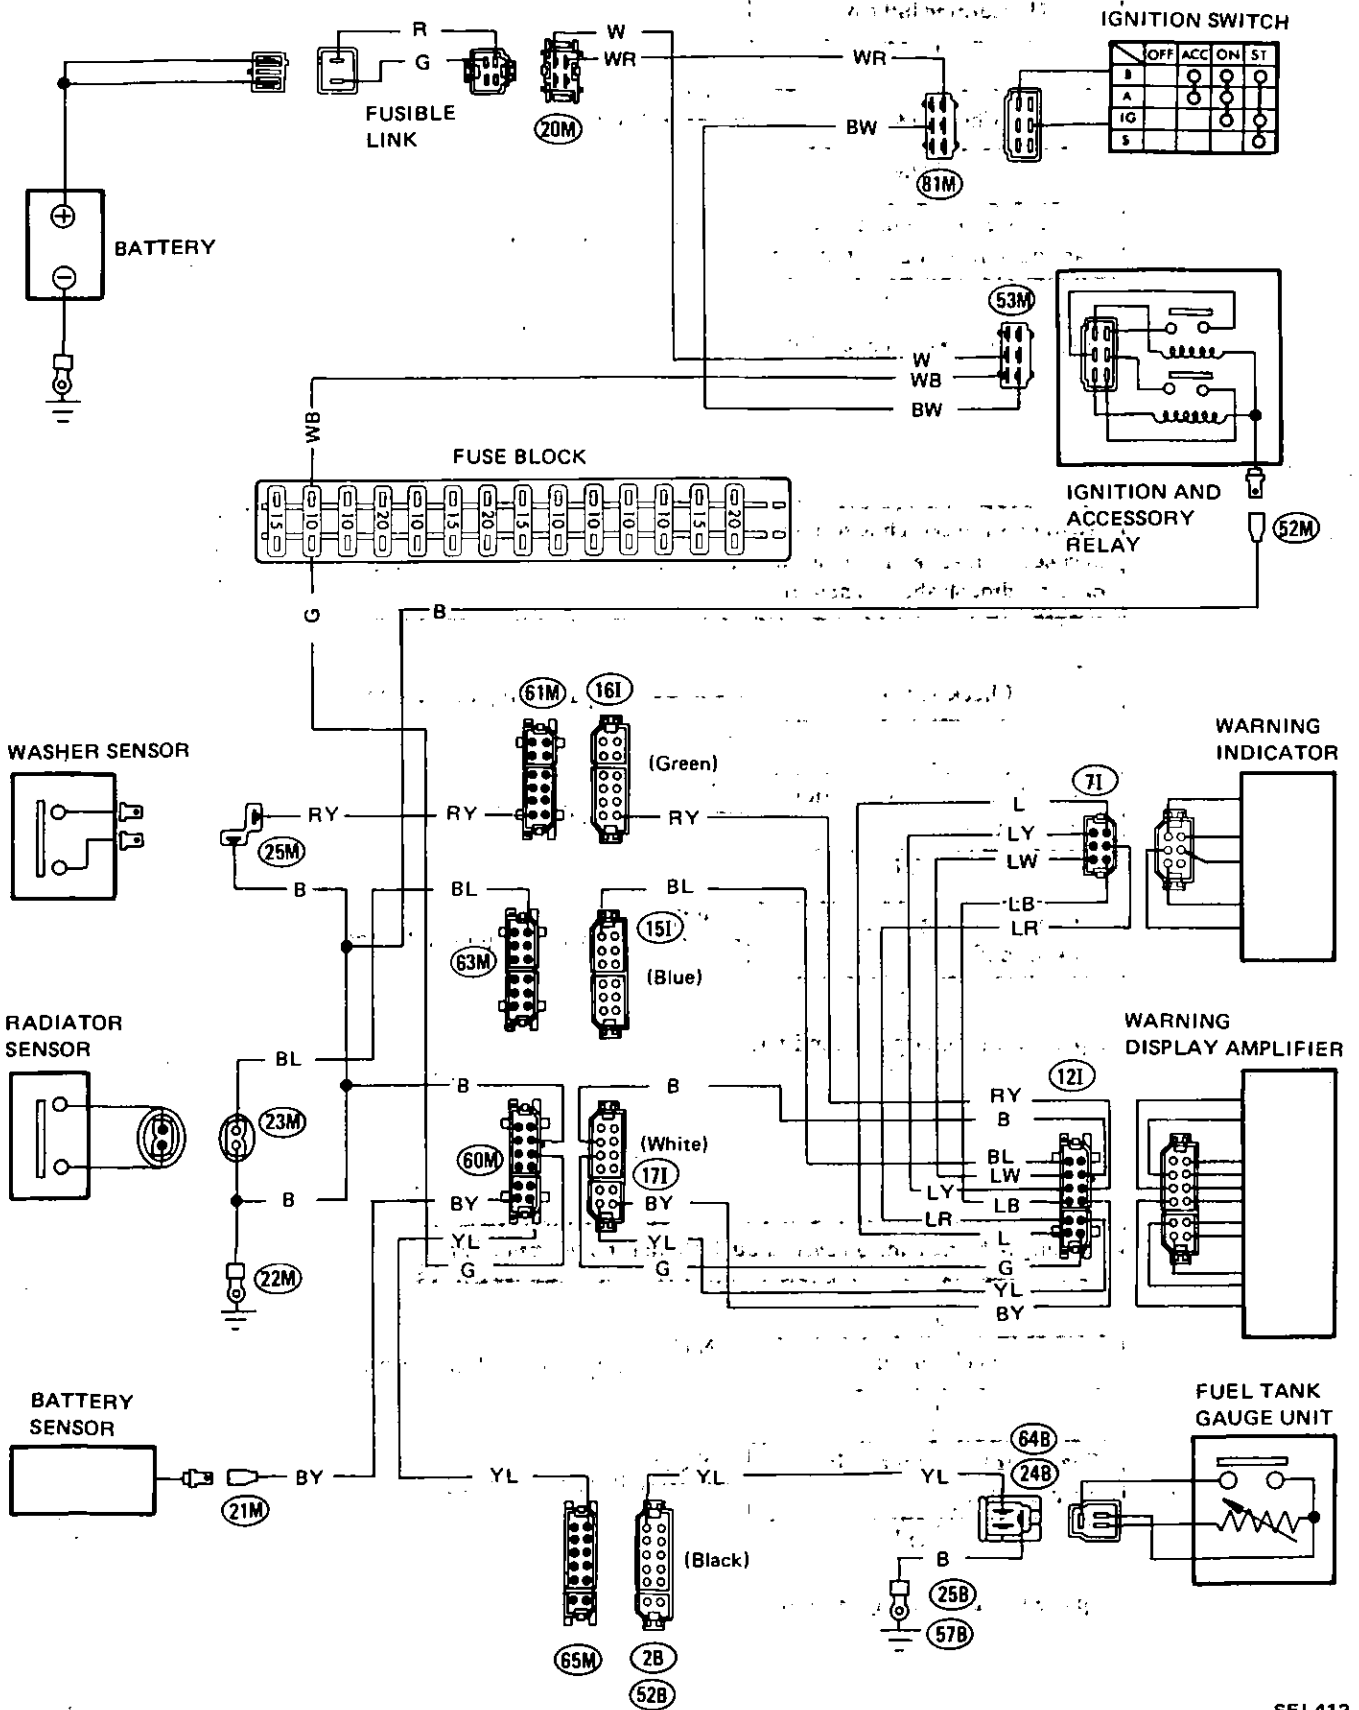 IGNITION SWITCH
OFF ACC ON ST
B
A
IG
S
R
G
FUSIBLE
LINK
20M
W
WR
WR
BW
81M
BATTERY
53M
W
WB
BW
WB
FUSE BLOCK
15 10 10 20 10 15 20 15 10 10 10 10 15 20
IGNITION AND
ACCESSORY
RELAY
52M
G
B
61M
16I
(Green)
WASHER SENSOR
RY
RY
RY
25M
B
BL
BL
63M
15I
(Blue)
7I
L
LY
LW
LB
LR
WARNING
INDICATOR
RADIATOR
SENSOR
BL
23M
B
22M
B
B
60M
(White)
17I
BY
BY
YL
YL
G
G
WARNING
DISPLAY AMPLIFIER
12I
RY
B
BL
LW
LY
LB
LR
L
G
YL
BY
BATTERY
SENSOR
21M
BY
YL
YL
YL
65M
(Black)
2B
52B
64B
24B
B
25B
57B
FUEL TANK
GAUGE UNIT